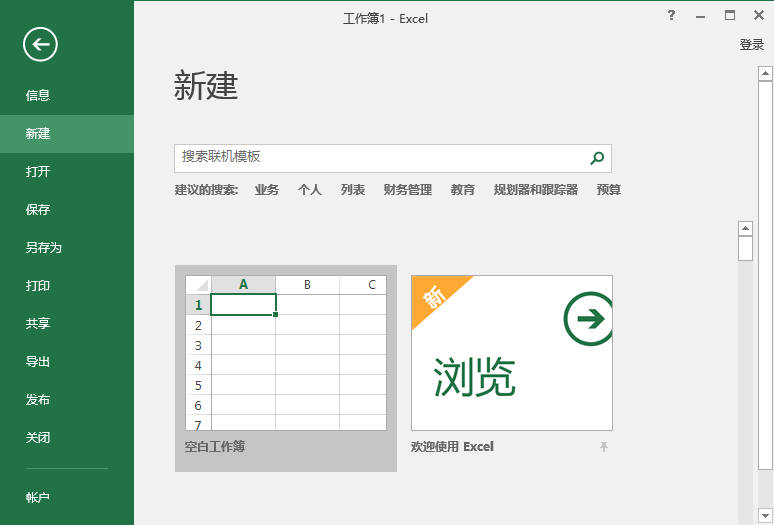 工作簿1 - Excel
?
登录
信息
新建
打开
保存
另存为
打印
共享
导出
发布
关闭
帐户
新建
搜索联机模板
建议的搜索: 业务 个人 列表 财务管理 教育 规划器和跟踪器 预算
A B C
1
2
3
4
5
6
7
空白工作簿
新
浏览
欢迎使用 Excel